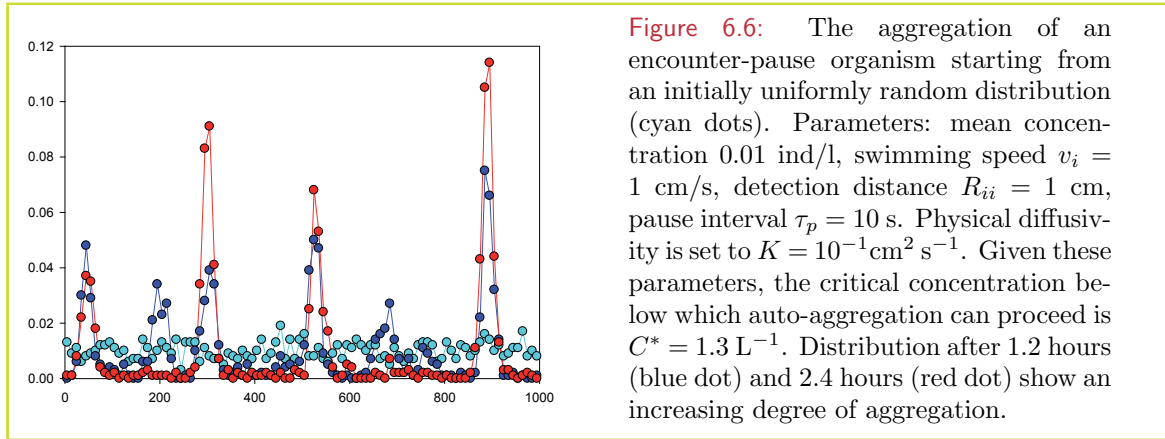 0.12
0.10
0.08
0.06
0.04
0.02
0.00
0 200 400 600 800 1000
Figure 6.6: The aggregation of an
encounter-pause organism starting from
an initially uniformly random distribution
(cyan dots). Parameters: mean concen-
tration 0.01 ind/l, swimming speed v_i =
1 cm/s, detection distance R_ii = 1 cm,
pause interval τ_p = 10 s. Physical diffusiv-
ity is set to K = 10⁻¹cm² s⁻¹. Given these
parameters, the critical concentration be-
low which auto-aggregation can proceed is
C* = 1.3 L⁻¹. Distribution after 1.2 hours
(blue dot) and 2.4 hours (red dot) show an
increasing degree of aggregation.